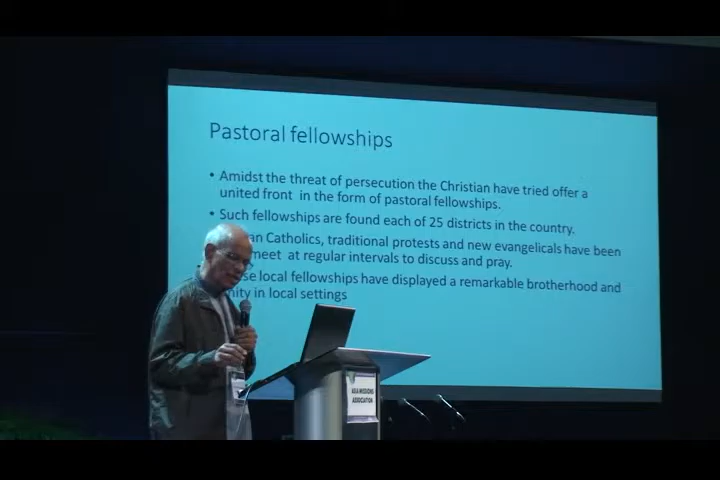 Pastoral fellowships
• Amidst the threat of persecution the Christian have tried offer a
united front in the form of pastoral fellowships.
• Such fellowships are found each of 25 districts in the country.
an Catholics, traditional protests and new evangelicals have been
meet at regular intervals to discuss and pray.
se local fellowships have displayed a remarkable brotherhood and
nity in local settings
ASIA MISSIONS
ASSOCIATION